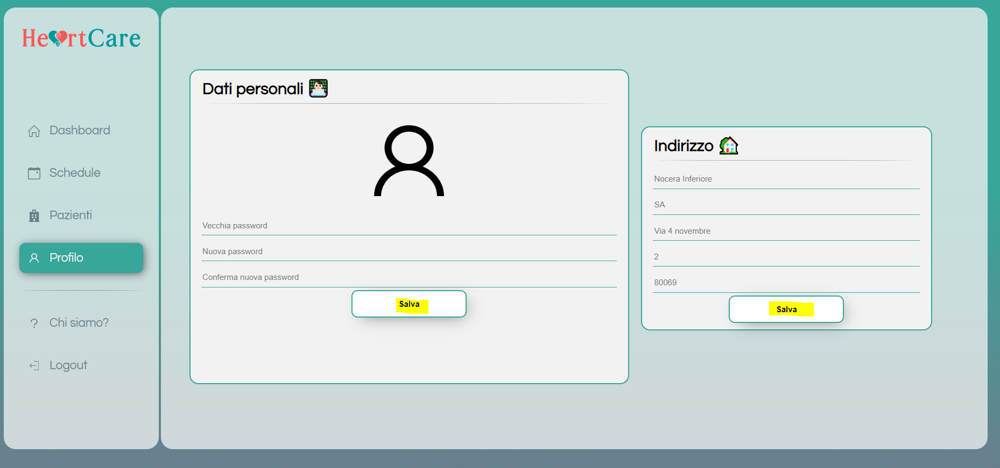 HeartCare
Dashboard
Schedule
Pazienti
Profilo
Chi siamo?
Logout
Dati personali
Vecchia password
Nuova password
Conferma nuova password
Salva
Indirizzo
Nocera Inferiore
SA
Via 4 novembre
2
80069
Salva